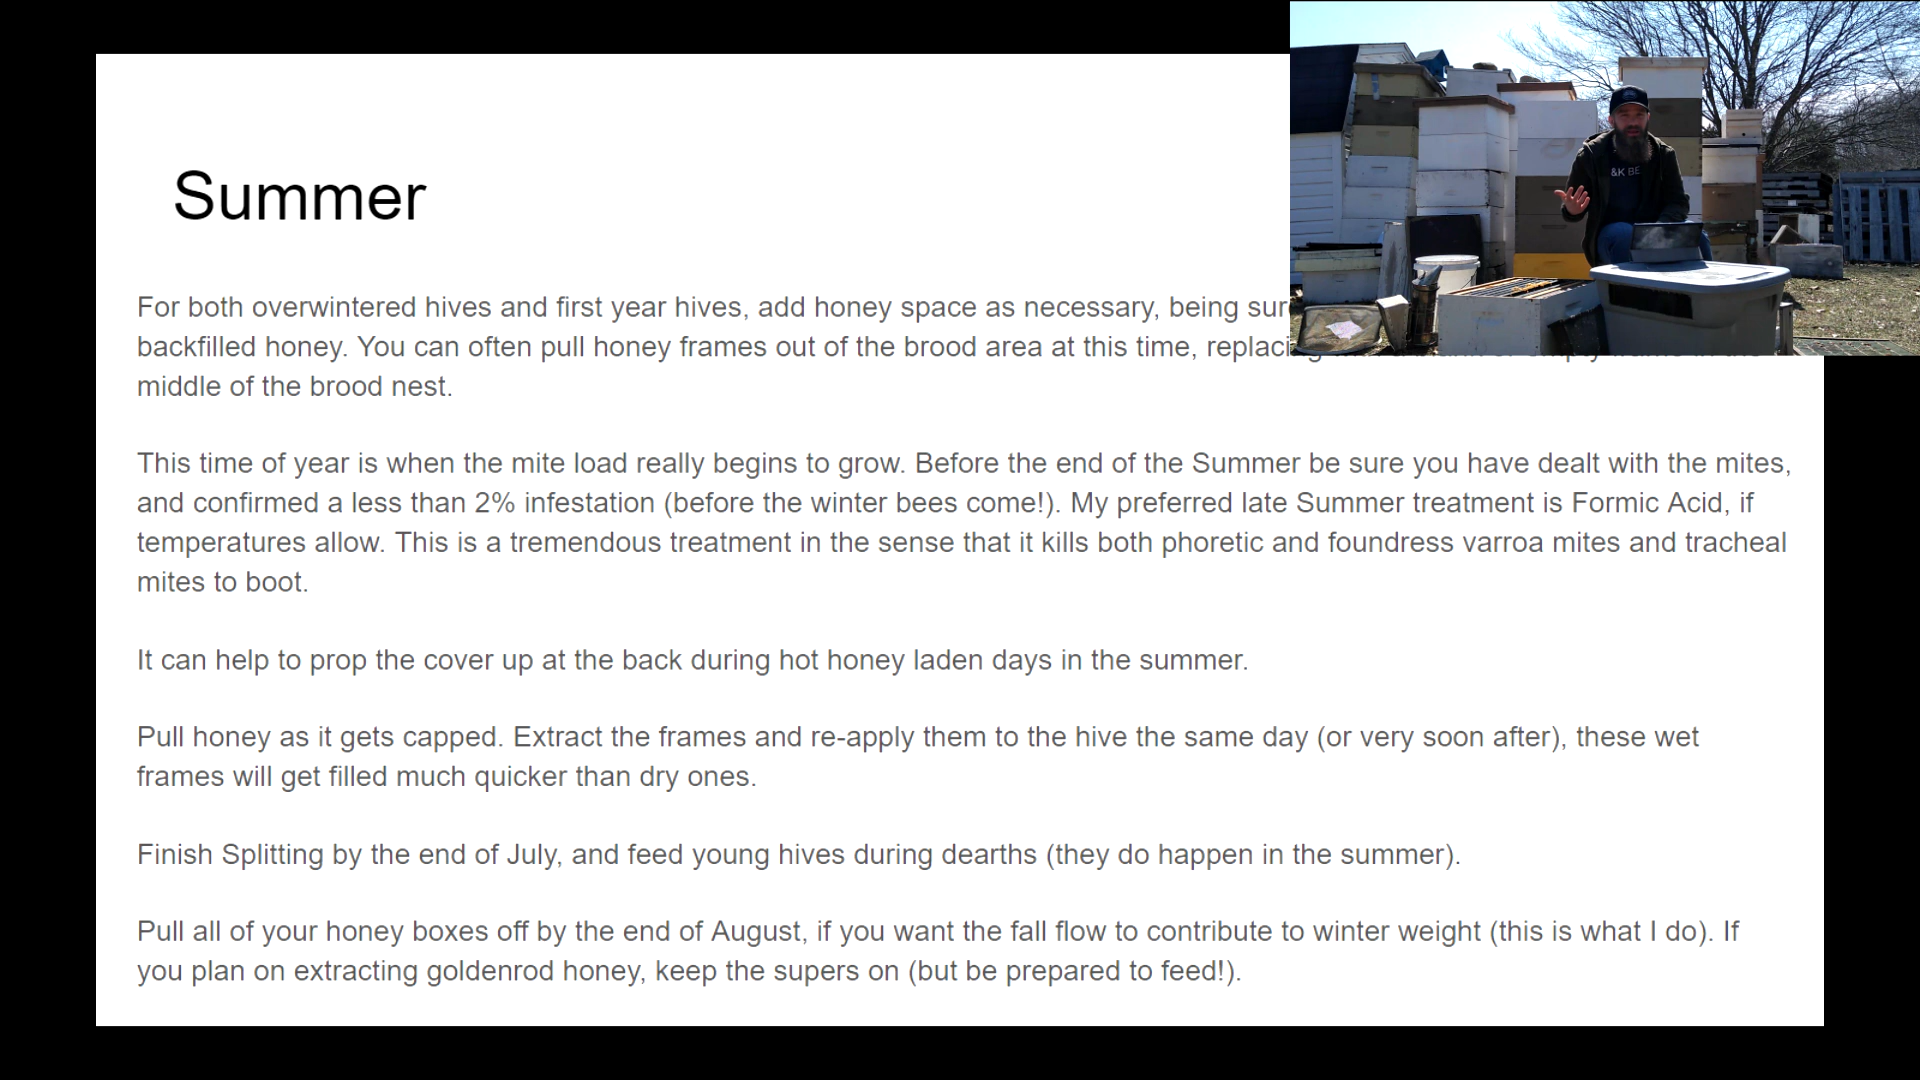 Summer
&K BE
For both overwintered hives and first year hives, add honey space as necessary, being
backfilled honey. You can often pull honey frames out of the brood area at this time,
middle of the brood nest.
This time of year is when the mite load really begins to grow. Before the end of the Summer be sure you have dealt with the mites,
and confirmed a less than 2% infestation (before the winter bees come!). My preferred late Summer treatment is Formic Acid, if
temperatures allow. This is a tremendous treatment in the sense that it kills both phoretic and foundress varroa mites and tracheal
mites to boot.
It can help to prop the cover up at the back during hot honey laden days in the summer.
Pull honey as it gets capped. Extract the frames and re-apply them to the hive the same day (or very soon after), these wet
frames will get filled much quicker than dry ones.
Finish Splitting by the end of July, and feed young hives during dearths (they do happen in the summer).
Pull all of your honey boxes off by the end of August, if you want the fall flow to contribute to winter weight (this is what I do). If
you plan on extracting goldenrod honey, keep the supers on (but be prepared to feed!).